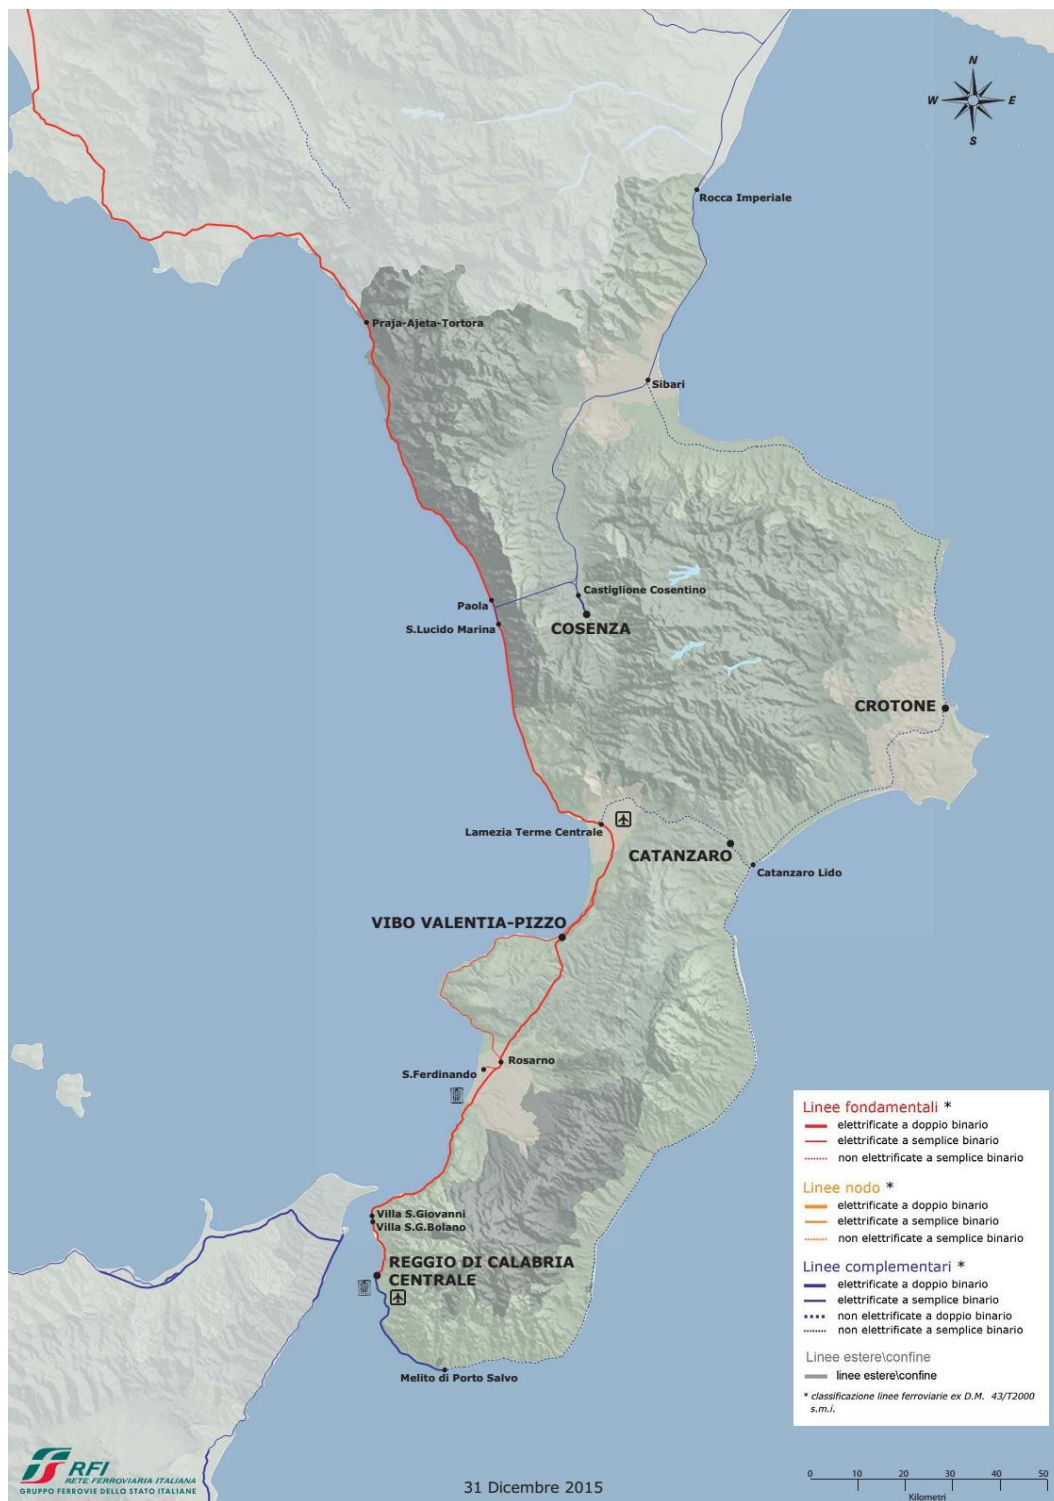 N
W E
S
Rocca Imperiale
Praja-Ajeta-Tortora
Sibari
Castiglione Cosentino
Paola
COSENZA
S.Lucido Marina
CROTONE
Lamezia Terme Centrale
CATANZARO
Catanzaro Lido
VIBO VALENTIA-PIZZO
Rosarno
S.Ferdinando
Villa S.Giovanni
Villa S.G.Bolano
REGGIO DI CALABRIA
CENTRALE
Melito di Porto Salvo
Linee fondamentali *
elettrificate a doppio binario
elettrificate a semplice binario
non elettrificate a semplice binario
Linee nodo *
elettrificate a doppio binario
elettrificate a semplice binario
non elettrificate a semplice binario
Linee complementari *
elettrificate a doppio binario
elettrificate a semplice binario
non elettrificate a doppio binario
non elettrificate a semplice binario
Linee estere\confine
linee estere\confine
* classificazione linee ferroviarie ex D.M. 43/T2000
s.m.i.
RFI
RETE FERROVIARIA ITALIANA
GRUPPO FERROVIE DELLO STATO ITALIANE
31 Dicembre 2015
0 10 20 30 40 50
Kilometri